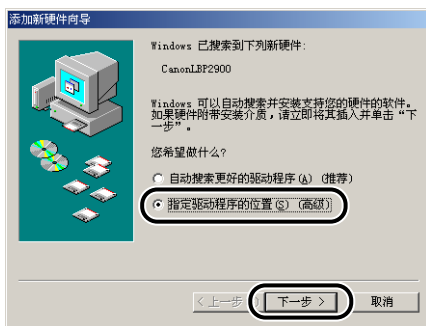 添加新硬件向导
Windows 已搜索到下列新硬件:
CanonLBP2900
Windows 可以自动搜索并安装支持您的硬件的软件。
如果硬件附带安装介质，请立即将其插入并单击“下
一步”。
您希望做什么?
自动搜索更好的驱动程序(A) (推荐)
指定驱动程序的位置(S) (高级)
< 上一步
下一步 >
取消